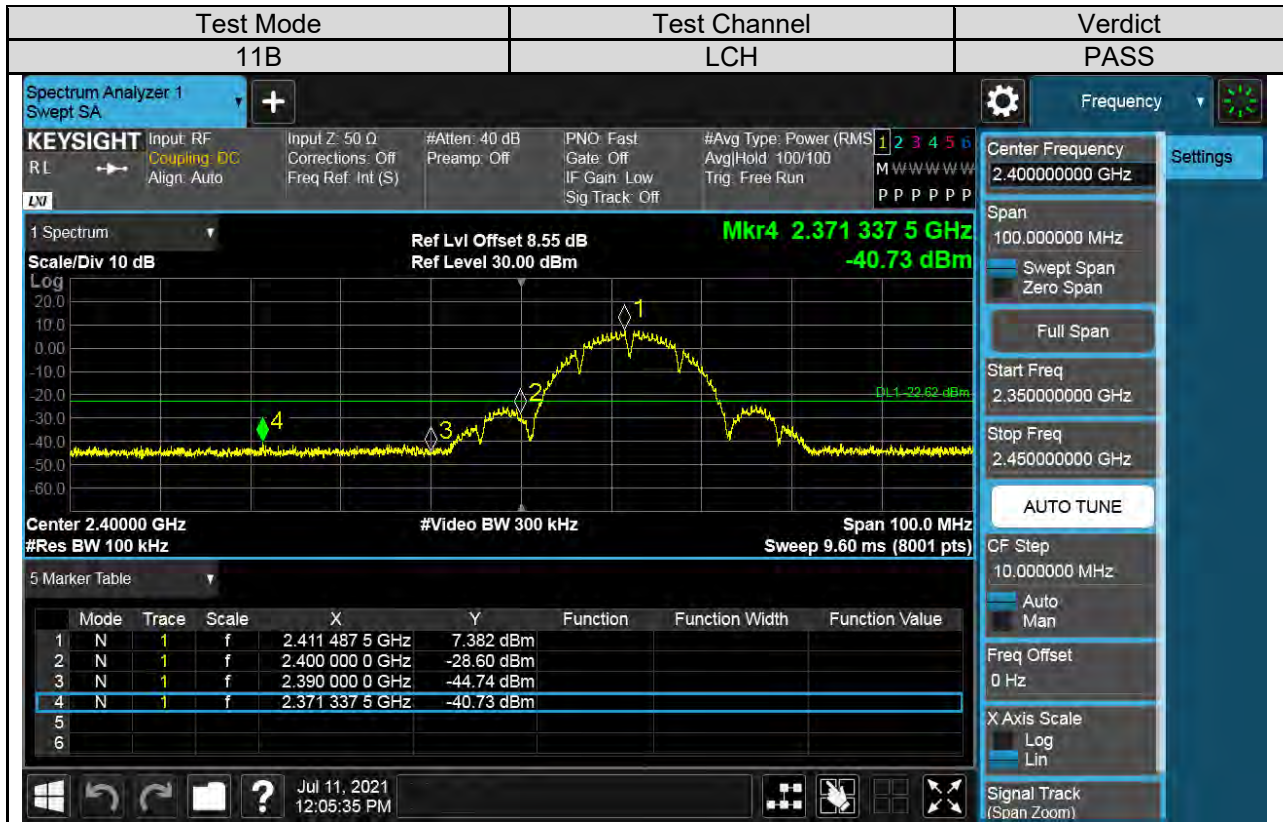 Test Mode Test Channel Verdict
11B LCH PASS
Spectrum Analyzer 1
Swept SA
+
Frequency
KEYSIGHT
RL
LXI
Input: RF
Coupling: DC
Align: Auto
Input Z: 50 Ω
Corrections: Off
Freq Ref: Int (S)
#Atten: 40 dB
Preamp: Off
PNO: Fast
Gate: Off
IF Gain: Low
Sig Track: Off
#Avg Type: Power (RMS
Avg|Hold: 100/100
Trig: Free Run
1 2 3 4 5 6
M W W W W W
P P P P P P
1 Spectrum
Scale/Div 10 dB
Ref Lvl Offset 8.55 dB
Ref Level 30.00 dBm
Mkr4 2.371 337 5 GHz
-40.73 dBm
Log
20.0
10.0
0.00
-10.0
-20.0
-30.0
-40.0
-50.0
-60.0
1
2
3
4
DL1 -22.62 dBm
Center 2.40000 GHz
#Res BW 100 kHz
#Video BW 300 kHz
Span 100.0 MHz
Sweep 9.60 ms (8001 pts)
5 Marker Table
Mode Trace Scale X Y Function Function Width Function Value
1 N 1 f 2.411 487 5 GHz 7.382 dBm
2 N 1 f 2.400 000 0 GHz -28.60 dBm
3 N 1 f 2.390 000 0 GHz -44.74 dBm
4 N 1 f 2.371 337 5 GHz -40.73 dBm
5
6
?
Jul 11, 2021
12:05:35 PM
Center Frequency
2.400000000 GHz
Settings
Span
100.000000 MHz
Swept Span
Zero Span
Full Span
Start Freq
2.350000000 GHz
Stop Freq
2.450000000 GHz
AUTO TUNE
CF Step
10.000000 MHz
Auto
Man
Freq Offset
0 Hz
X Axis Scale
Log
Lin
Signal Track
(Span Zoom)